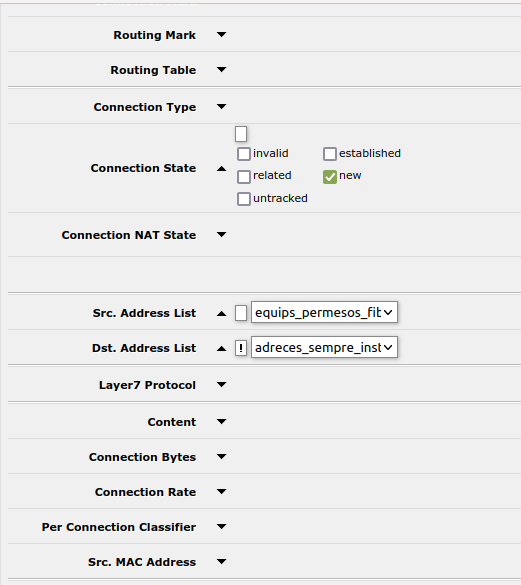 Routing Mark
Routing Table
Connection Type
Connection State
invalid established
related new
untracked
Connection NAT State
Src. Address List equips_permesos_fit
Dst. Address List ! adreces_sempre_inst
Layer7 Protocol
Content
Connection Bytes
Connection Rate
Per Connection Classifier
Src. MAC Address